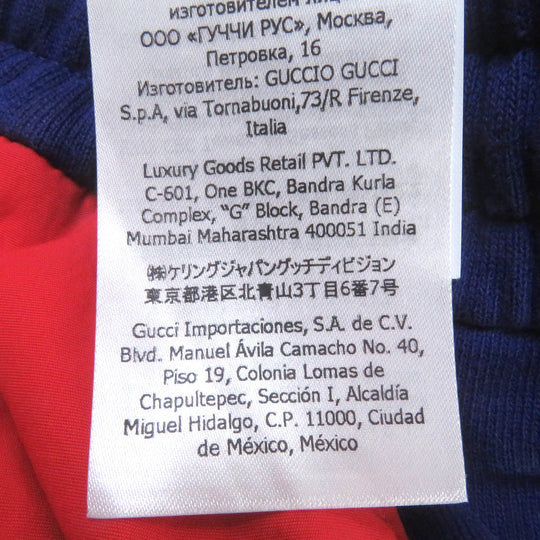 изготовителем лиц
ООО «ГУЧЧИ РУС», Москва,
Петровка, 16
Изготовитель: GUCCIO GUCCI
S.p.A, via Tornabuoni,73/R Firenze,
Italia
Luxury Goods Retail PVT. LTD.
C-601, One BKC, Bandra Kurla
Complex, “G” Block, Bandra (E)
Mumbai Maharashtra 400051 India
㈱ケリングジャパングッチディビジョン
東京都港区北青山3丁目6番7号
Gucci Importaciones, S.A. de C.V.
Blvd. Manuel Ávila Camacho No. 40,
Piso 19, Colonia Lomas de
Chapultepec, Sección I, Alcaldía
Miguel Hidalgo, C.P. 11000, Ciudad
de México, México